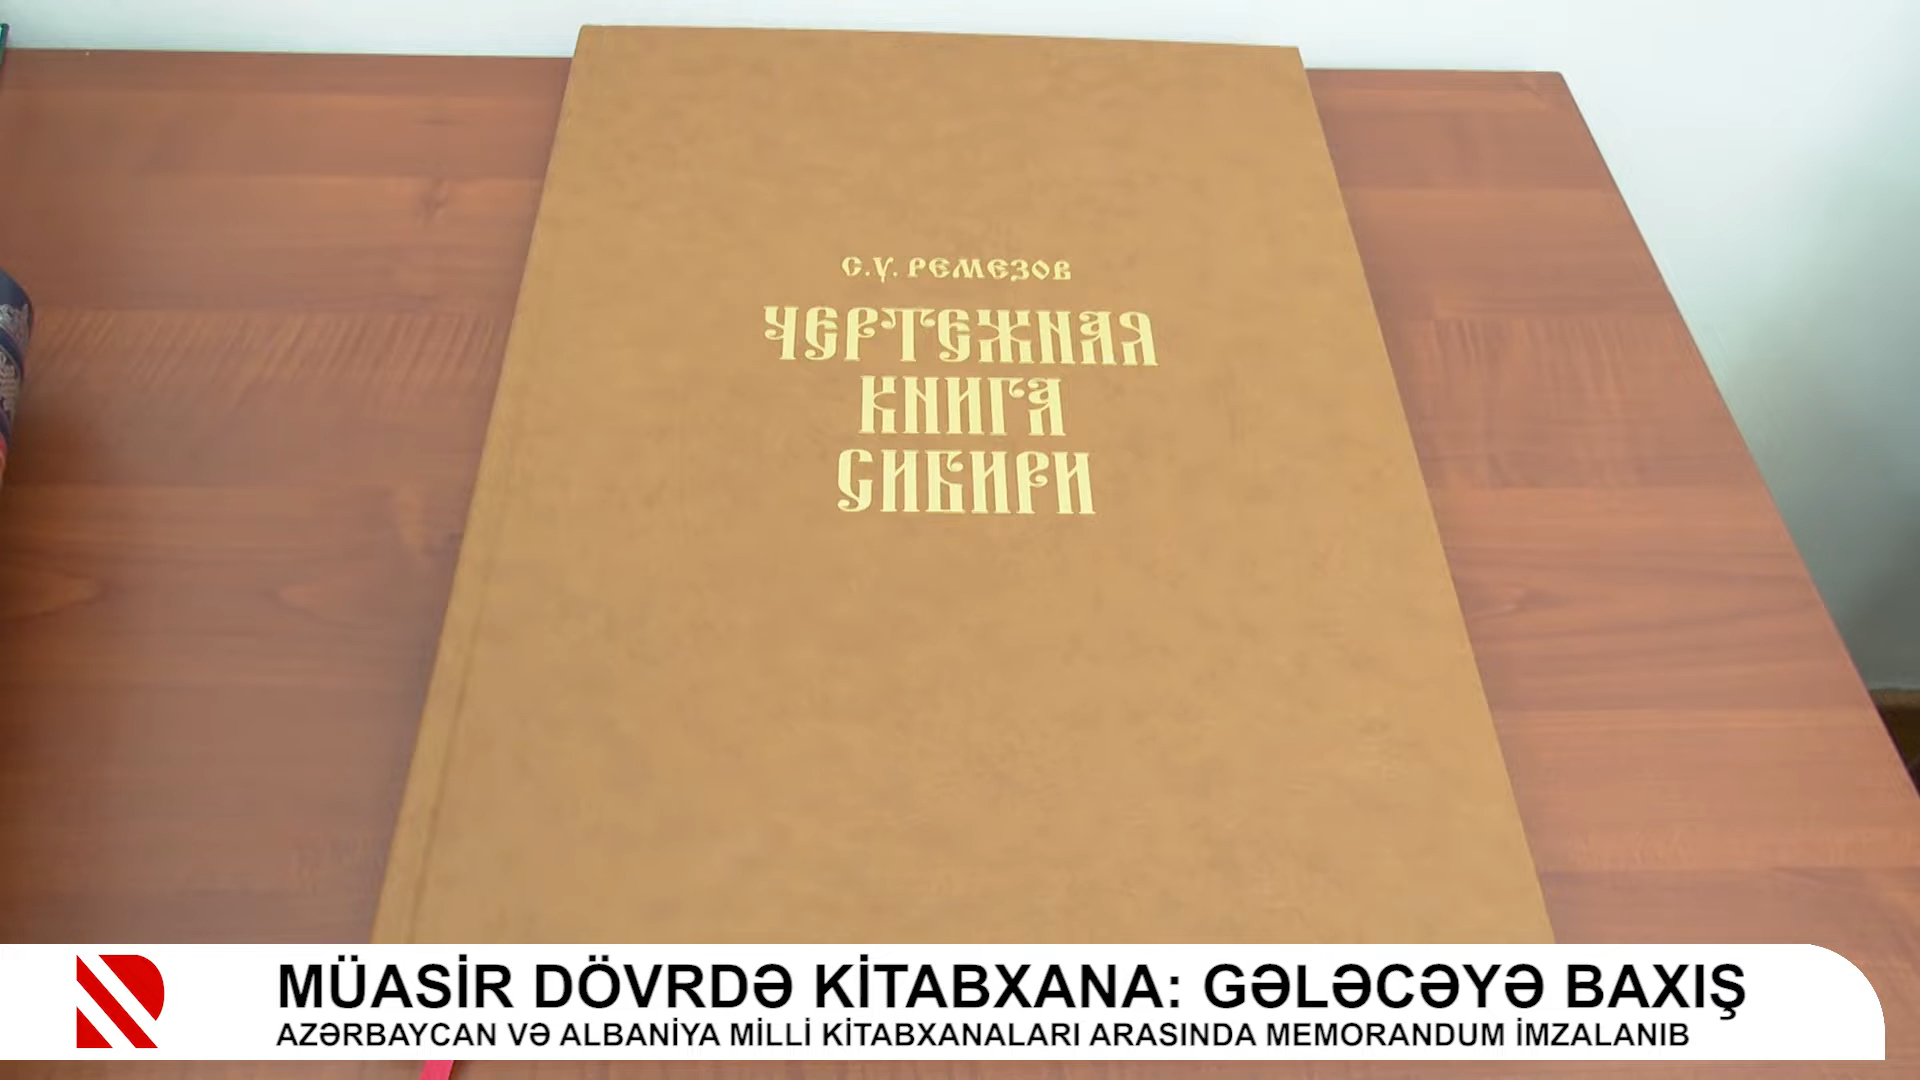 С.У. РЕМЕЗОВ
ЧЕРТЕЖНАЯ
КНИГА
СИБИРИ
MÜASİR DÖVRDƏ KİTABXANA: GƏLƏCƏYƏ BAXIŞ
AZƏRBAYCAN VƏ ALBANİYA MİLLİ KİTABXANALARI ARASINDA MEMORANDUM İMZALANIB